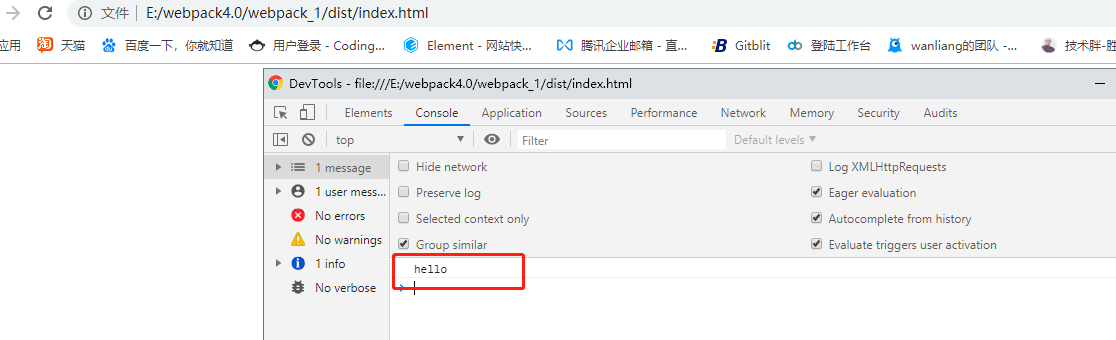 文件 | E:/webpack4.0/webpack_1/dist/index.html
应用 淘 天猫 百度一下，你就知道 用户登录 - Coding... Element - 网站快... 腾讯企业邮箱 - 直... Gitblit 登陆工作台 wanliang的团队 -... 技术胖-胜
DevTools - file:///E:/webpack4.0/webpack_1/dist/index.html
Elements Console Application Sources Performance Network Memory Security Audits
top Filter Default levels
1 message Hide network Log XMLHttpRequests
1 user mess... Preserve log Eager evaluation
No errors Selected context only Autocomplete from history
No warnings Group similar Evaluate triggers user activation
1 info hello
No verbose >